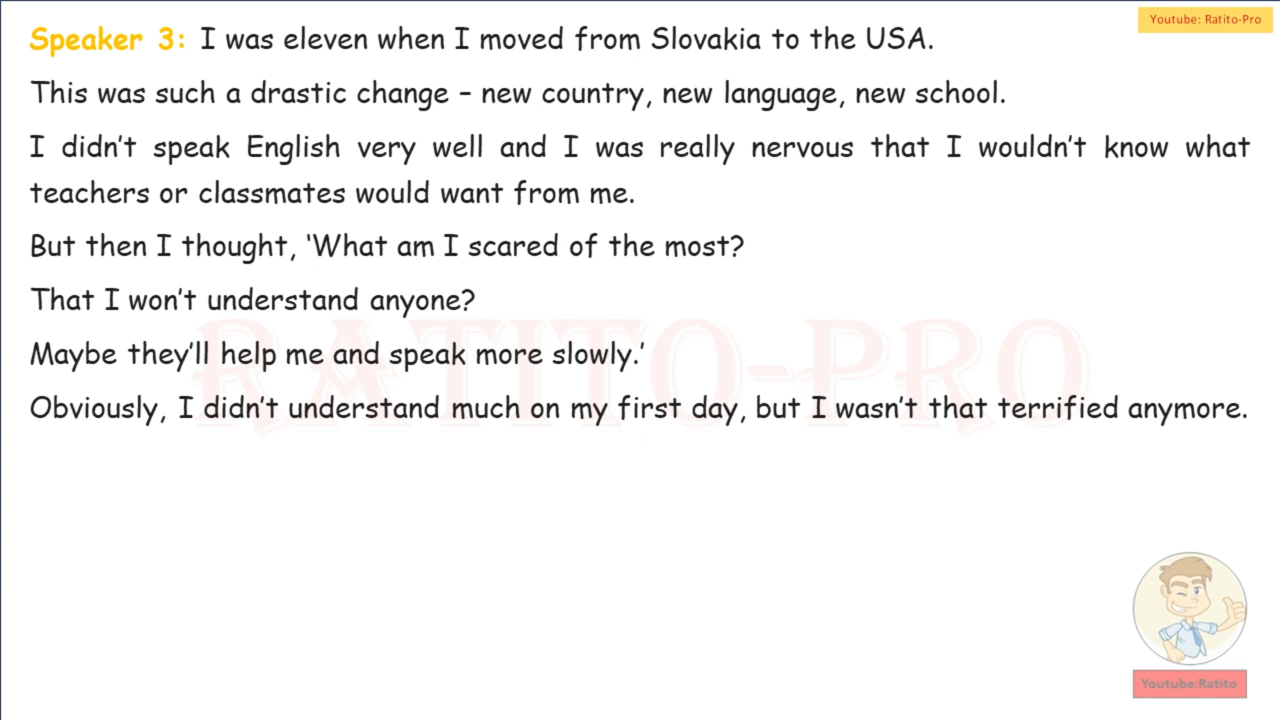 Youtube: Ratito-Pro
Speaker 3: I was eleven when I moved from Slovakia to the USA.
This was such a drastic change – new country, new language, new school.
I didn’t speak English very well and I was really nervous that I wouldn’t know what
teachers or classmates would want from me.
But then I thought, ‘What am I scared of the most?
That I won’t understand anyone?
Maybe they’ll help me and speak more slowly.’
Obviously, I didn’t understand much on my first day, but I wasn’t that terrified anymore.
RATITO-PRO
Youtube:Ratito